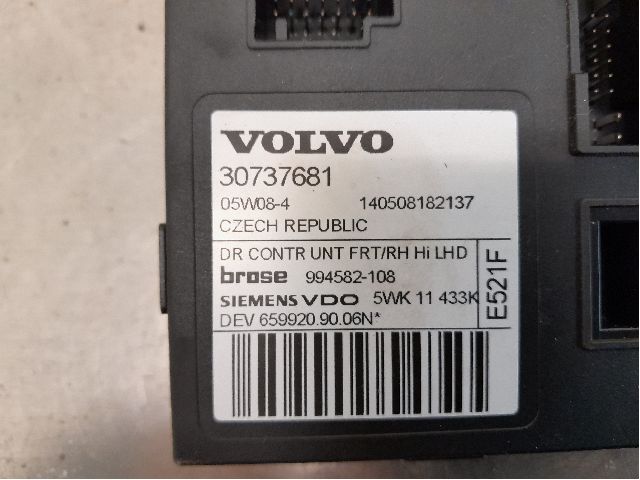 VOLVO
30737681
05W08-4 140508182137
CZECH REPUBLIC
DR CONTR UNT FRT/RH Hi LHD
brose 994582-108
SIEMENS VDO 5WK 11 433K
DEV 659920.90.06N*
E521F